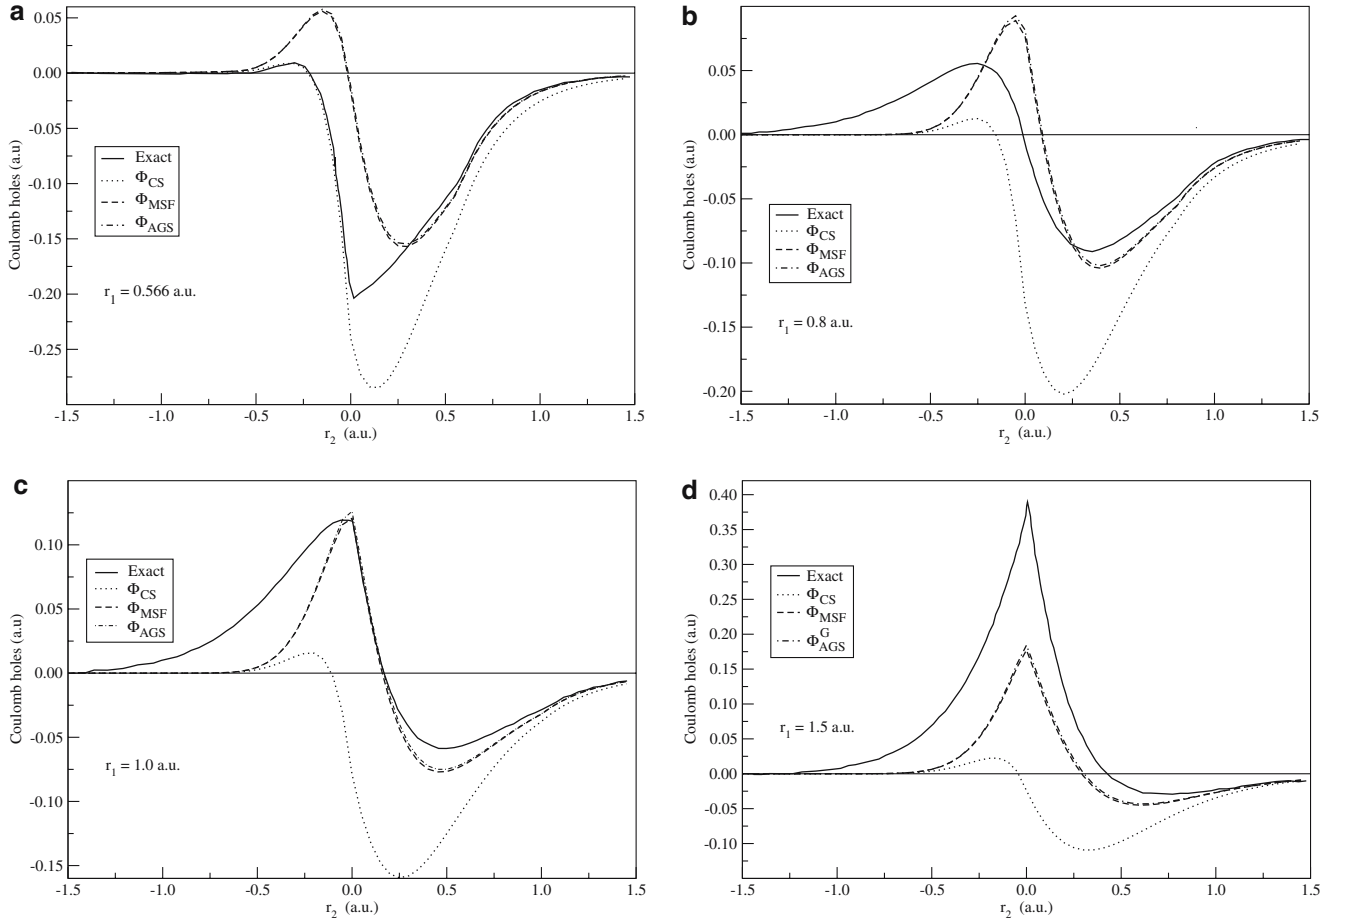 a
0.05
0.00
-0.05
-0.10
-0.15
-0.20
-0.25
Coulomb holes (a.u)
Exact
ΦCS
ΦMSF
ΦAGS
r1 = 0.566 a.u.
-1.5 -1.0 -0.5 0.0 0.5 1.0 1.5
r2 (a.u.)
b
0.05
0.00
-0.05
-0.10
-0.15
-0.20
Coulomb holes (a.u)
Exact
ΦCS
ΦMSF
ΦAGS
r1 = 0.8 a.u.
-1.5 -1.0 -0.5 0.0 0.5 1.0 1.5
r2 (a.u.)
c
0.10
0.05
0.00
-0.05
-0.10
-0.15
Coulomb holes (a.u)
Exact
ΦCS
ΦMSF
ΦAGS
r1 = 1.0 a.u.
-1.5 -1.0 -0.5 0.0 0.5 1.0 1.5
r2 (a.u.)
d
0.40
0.35
0.30
0.25
0.20
0.15
0.10
0.05
0.00
-0.05
-0.10
Coulomb holes (a.u)
Exact
ΦCS
ΦMSF
ΦGAGS
r1 = 1.5 a.u.
-1.5 -1.0 -0.5 0.0 0.5 1.0 1.5
r2 (a.u.)